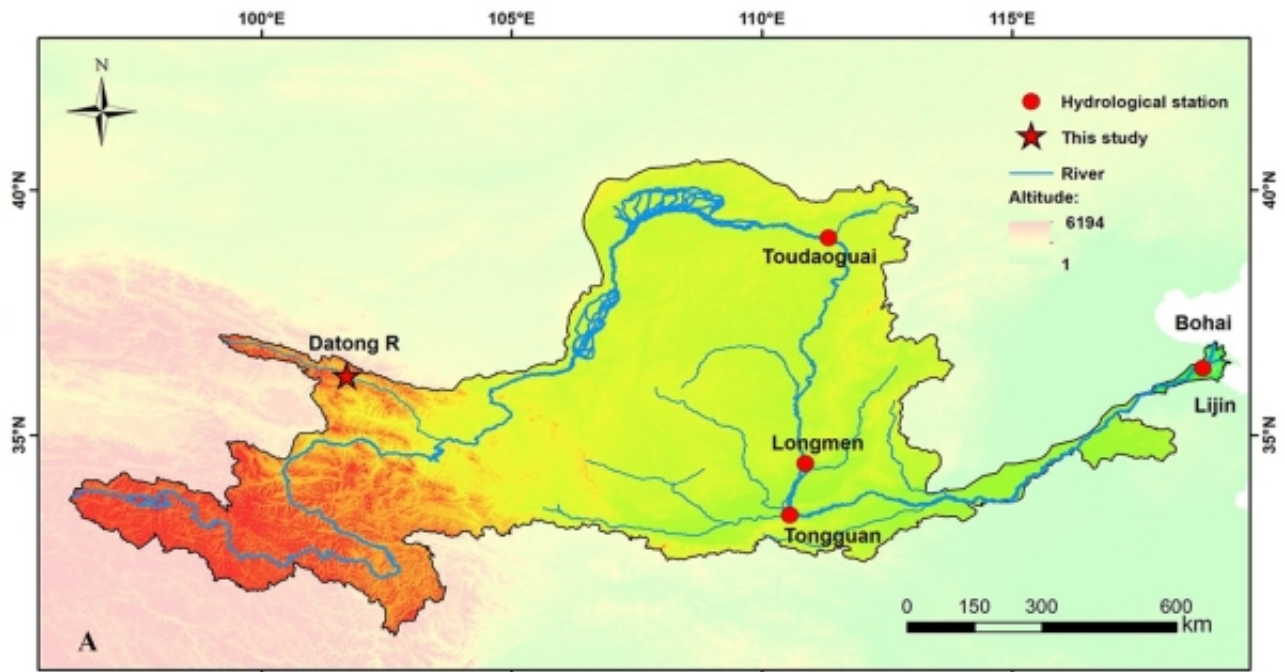 100°E 105°E 110°E 115°E
N
Hydrological station
This study
40°N River 40°N
Altitude:
6194
Toudaoguai
1
Bohai
Datong R
Lijin
35°N Longmen 35°N
Tongguan
0 150 300 600
km
A